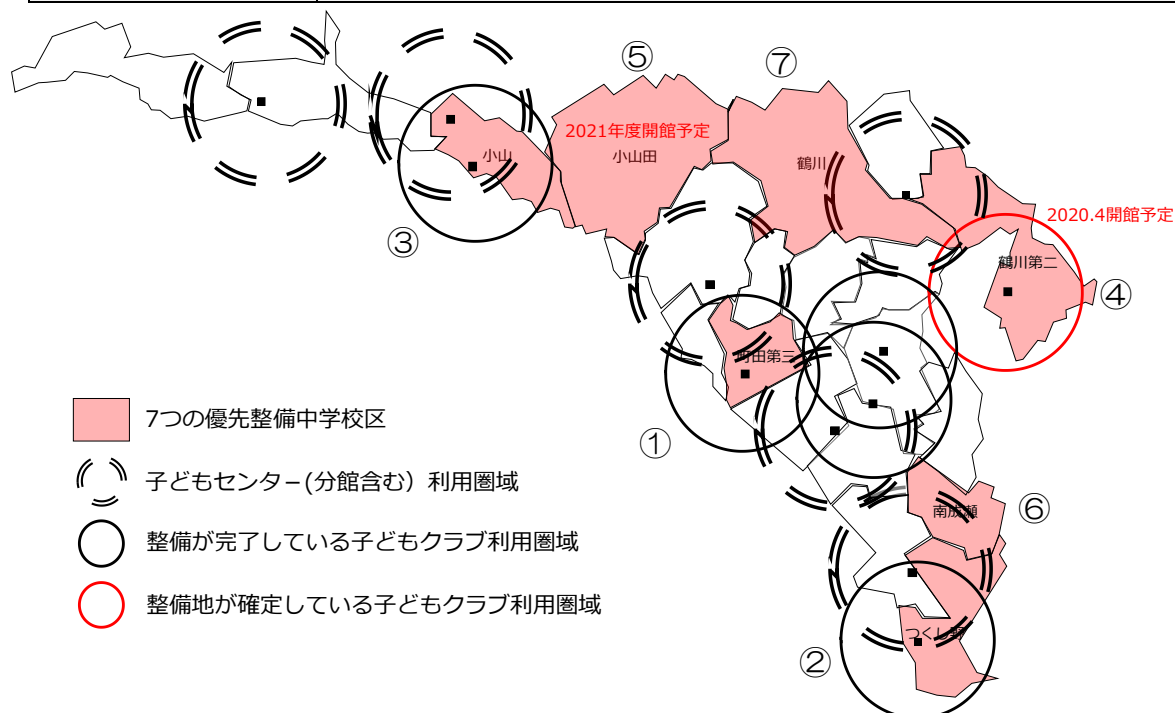 ⑤
⑦
2021年度開館予定
小山
小山田
鶴川
2020.4開館予定
③
鶴川第二
④
町田第三
7つの優先整備中学校区
①
子どもセンター(分館含む）利用圏域
南成瀬
⑥
整備が完了している子どもクラブ利用圏域
整備地が確定している子どもクラブ利用圏域
つくし野
②